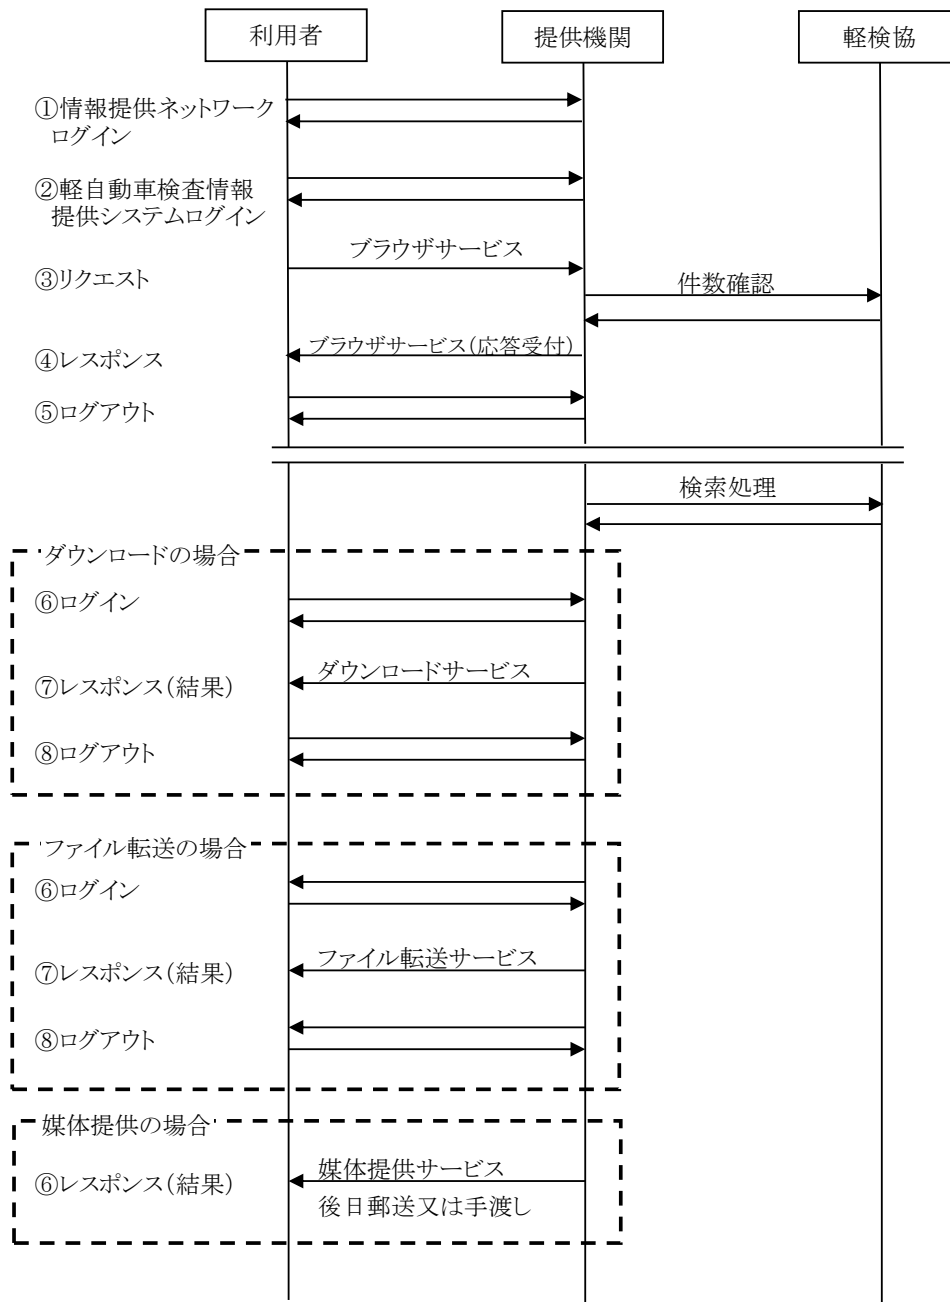 利用者
提供機関
軽検協
①情報提供ネットワーク
ログイン
②軽自動車検査情報
提供システムログイン
ブラウザサービス
③リクエスト
件数確認
ブラウザサービス(応答受付)
④レスポンス
⑤ログアウト
検索処理
ダウンロードの場合
⑥ログイン
ダウンロードサービス
⑦レスポンス(結果)
⑧ログアウト
ファイル転送の場合
⑥ログイン
ファイル転送サービス
⑦レスポンス(結果)
⑧ログアウト
媒体提供の場合
媒体提供サービス
⑥レスポンス(結果)
後日郵送又は手渡し